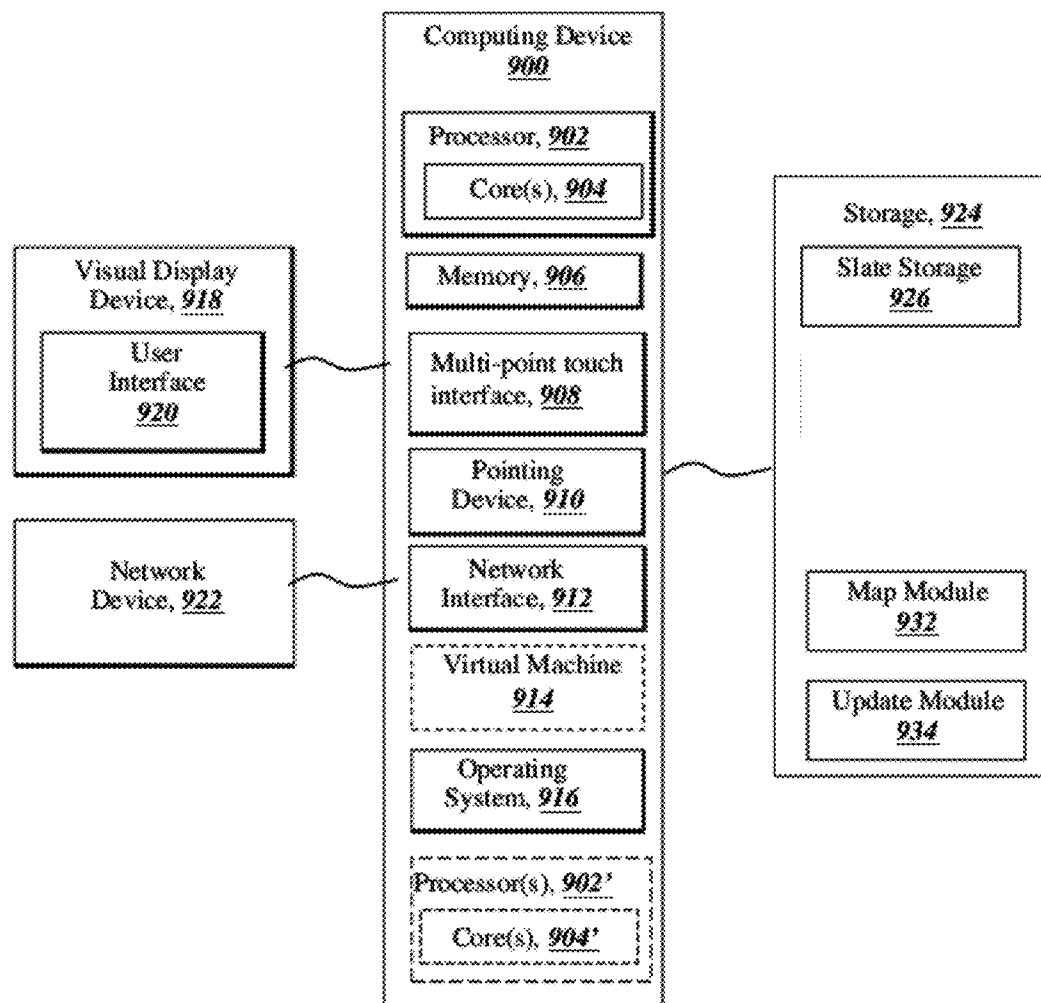 Computing Device
900
Processor, 902
Core(s), 904
Memory, 906
Multi-point touch
interface, 908
Pointing
Device, 910
Network
Interface, 912
Virtual Machine
914
Operating
System, 916
Processor(s), 902’
Core(s), 904’
Visual Display
Device, 918
User
Interface
920
Network
Device, 922
Storage, 924
Slate Storage
926
Map Module
932
Update Module
934